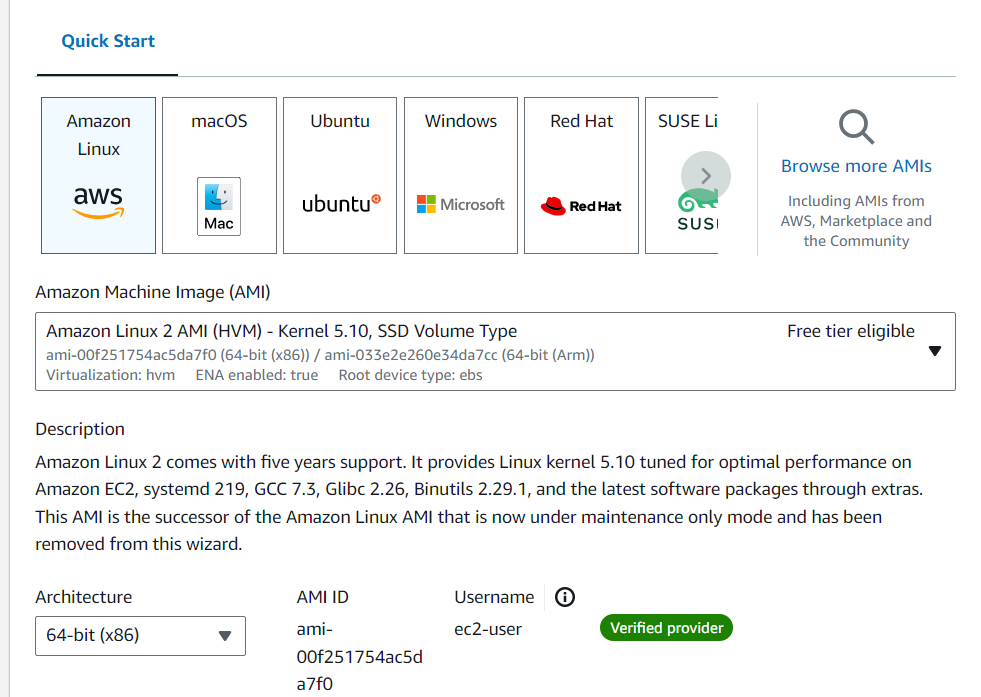 Quick Start
Amazon
Linux
aws
macOS
Mac
Ubuntu
ubuntu
Windows
Microsoft
Red Hat
Red Hat
SUSE Li
SUS
Browse more AMIs
Including AMIs from
AWS, Marketplace and
the Community
Amazon Machine Image (AMI)
Amazon Linux 2 AMI (HVM) - Kernel 5.10, SSD Volume Type
Free tier eligible
ami-00f251754ac5da7f0 (64-bit (x86)) / ami-033e2e260e34da7cc (64-bit (Arm))
Virtualization: hvm ENA enabled: true Root device type: ebs
Description
Amazon Linux 2 comes with five years support. It provides Linux kernel 5.10 tuned for optimal performance on
Amazon EC2, systemd 219, GCC 7.3, Glibc 2.26, Binutils 2.29.1, and the latest software packages through extras.
This AMI is the successor of the Amazon Linux AMI that is now under maintenance only mode and has been
removed from this wizard.
Architecture
64-bit (x86)
AMI ID
ami-
00f251754ac5d
a7f0
Username
ec2-user
Verified provider